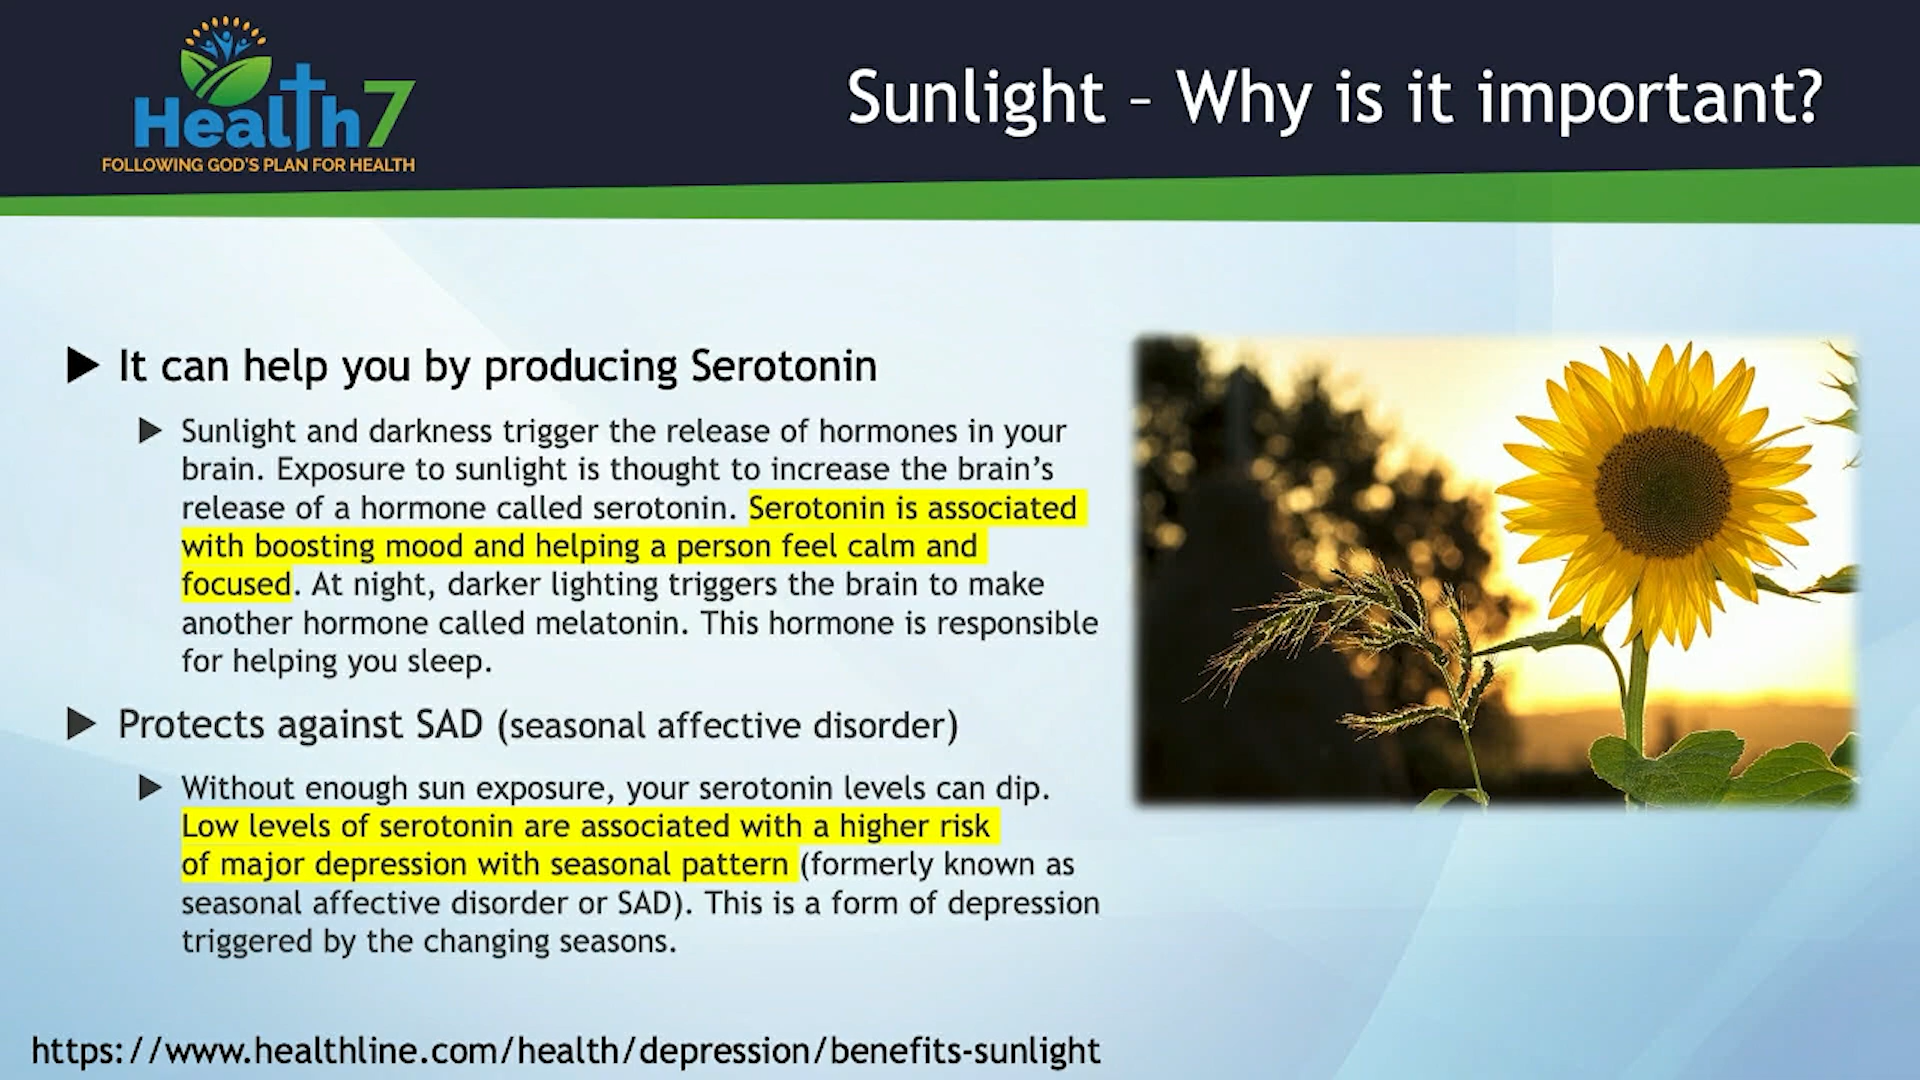 Health7
FOLLOWING GOD'S PLAN FOR HEALTH
Sunlight – Why is it important?
It can help you by producing Serotonin
Sunlight and darkness trigger the release of hormones in your
brain. Exposure to sunlight is thought to increase the brain’s
release of a hormone called serotonin. Serotonin is associated
with boosting mood and helping a person feel calm and
focused. At night, darker lighting triggers the brain to make
another hormone called melatonin. This hormone is responsible
for helping you sleep.
Protects against SAD (seasonal affective disorder)
Without enough sun exposure, your serotonin levels can dip.
Low levels of serotonin are associated with a higher risk
of major depression with seasonal pattern (formerly known as
seasonal affective disorder or SAD). This is a form of depression
triggered by the changing seasons.
https://www.healthline.com/health/depression/benefits-sunlight